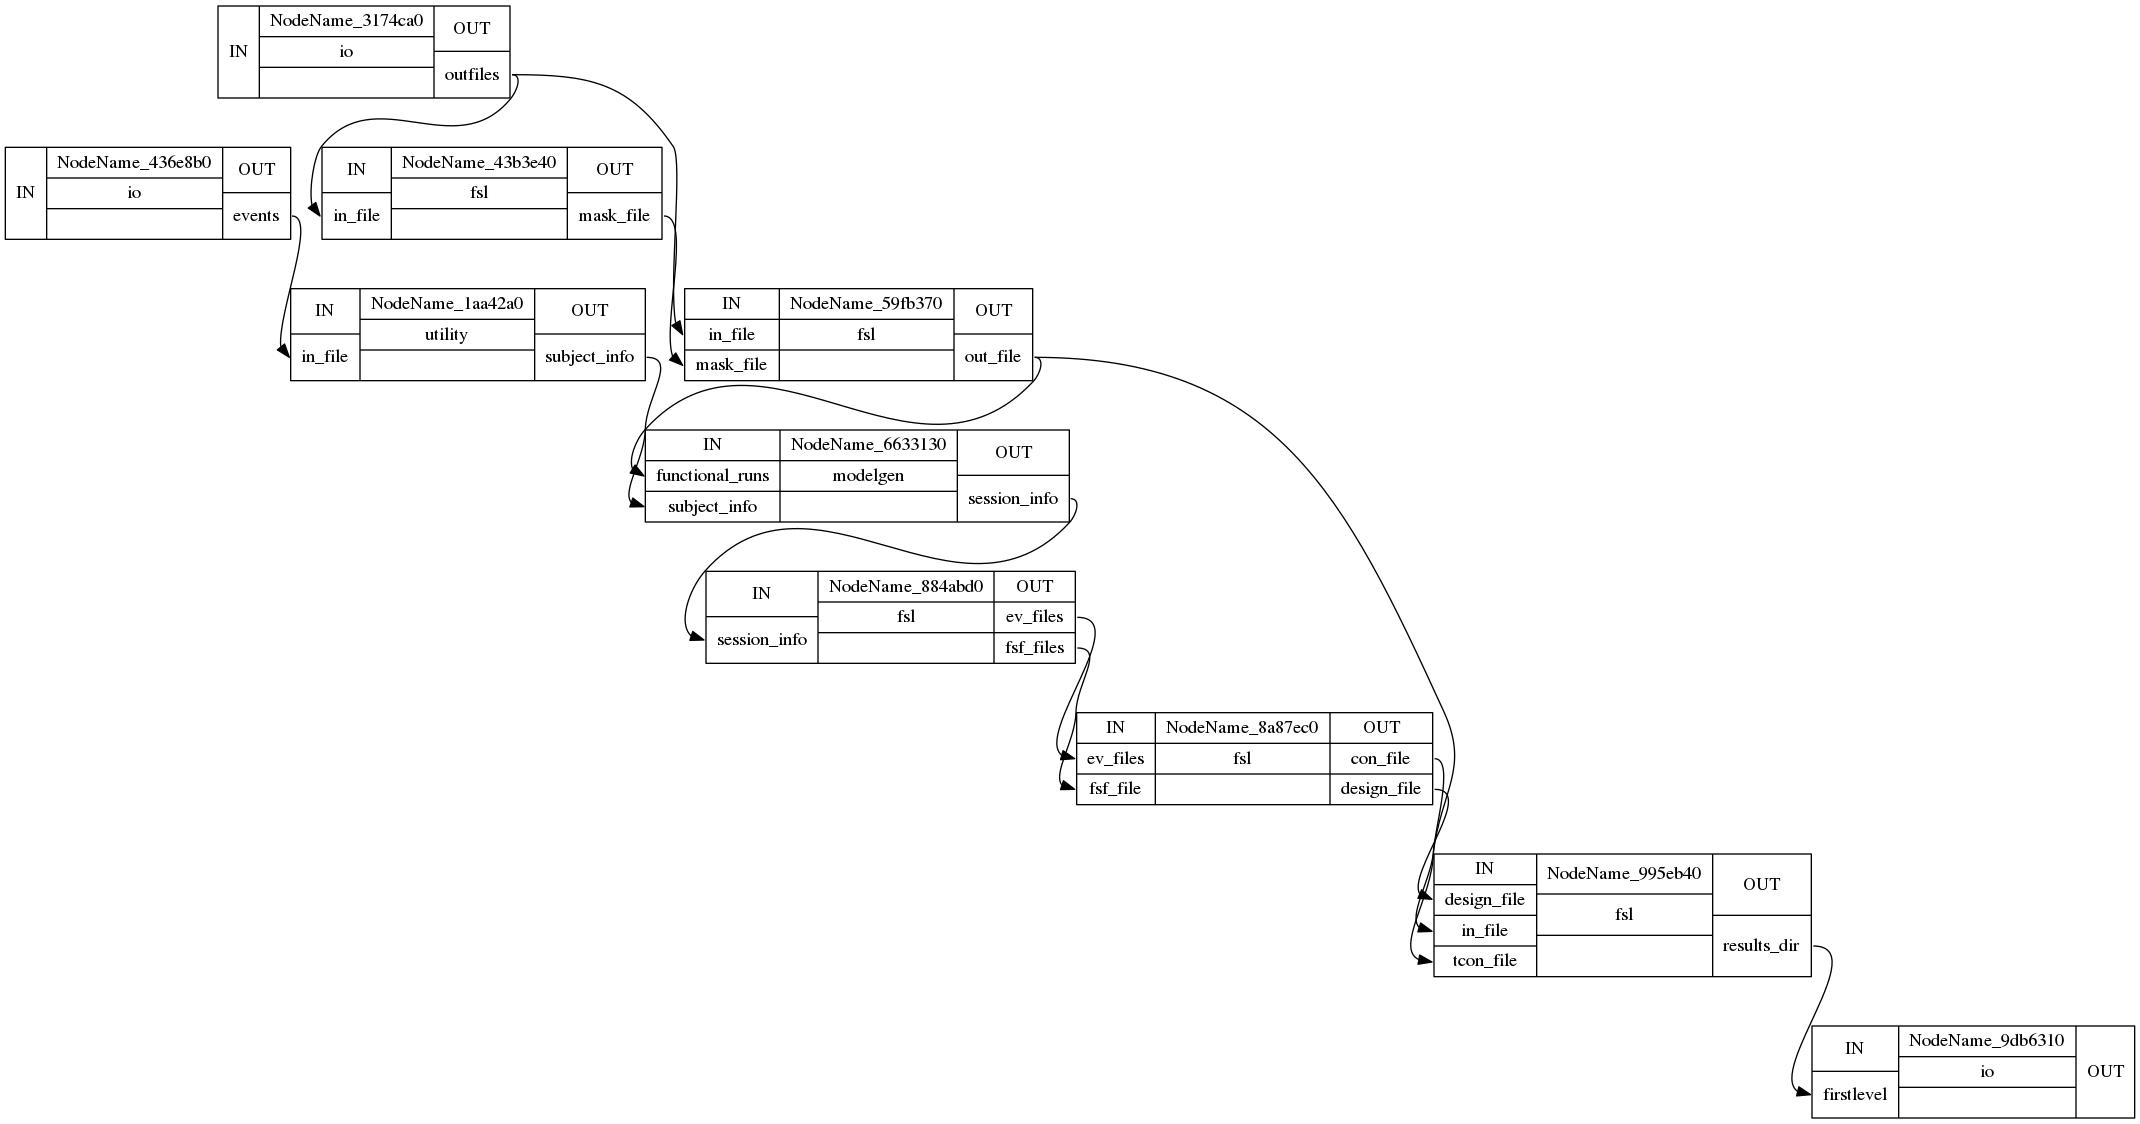 IN
NodeName_3174ca0
io
OUT
outfiles
IN
NodeName_436e8b0
io
OUT
events
IN
in_file
NodeName_43b3e40
fsl
OUT
mask_file
IN
in_file
NodeName_1aa42a0
utility
OUT
subject_info
IN
in_file
mask_file
NodeName_59fb370
fsl
OUT
out_file
IN
functional_runs
subject_info
NodeName_6633130
modelgen
OUT
session_info
IN
session_info
NodeName_884abd0
fsl
OUT
ev_files
fsf_files
IN
ev_files
fsf_file
NodeName_8a87ec0
fsl
OUT
con_file
design_file
IN
design_file
in_file
tcon_file
NodeName_995eb40
fsl
OUT
results_dir
IN
firstlevel
NodeName_9db6310
io
OUT